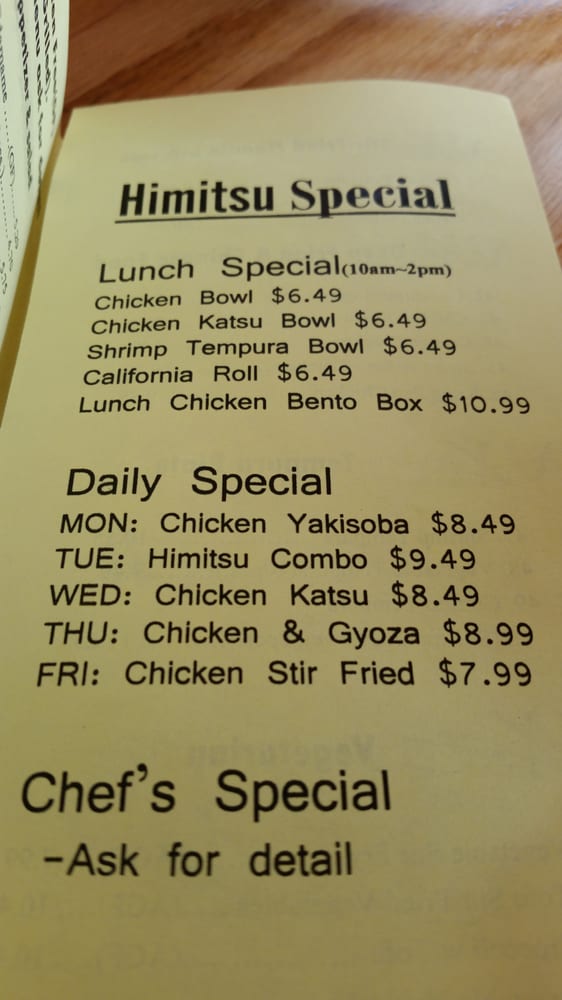 Himitsu Special
Lunch Special(10am~2pm)
Chicken Bowl $6.49
Chicken Katsu Bowl $6.49
Shrimp Tempura Bowl $6.49
California Roll $6.49
Lunch Chicken Bento Box $10.99
Daily Special
MON: Chicken Yakisoba $8.49
TUE: Himitsu Combo $9.49
WED: Chicken Katsu $8.49
THU: Chicken & Gyoza $8.99
FRI: Chicken Stir Fried $7.99
Chef's Special
-Ask for detail